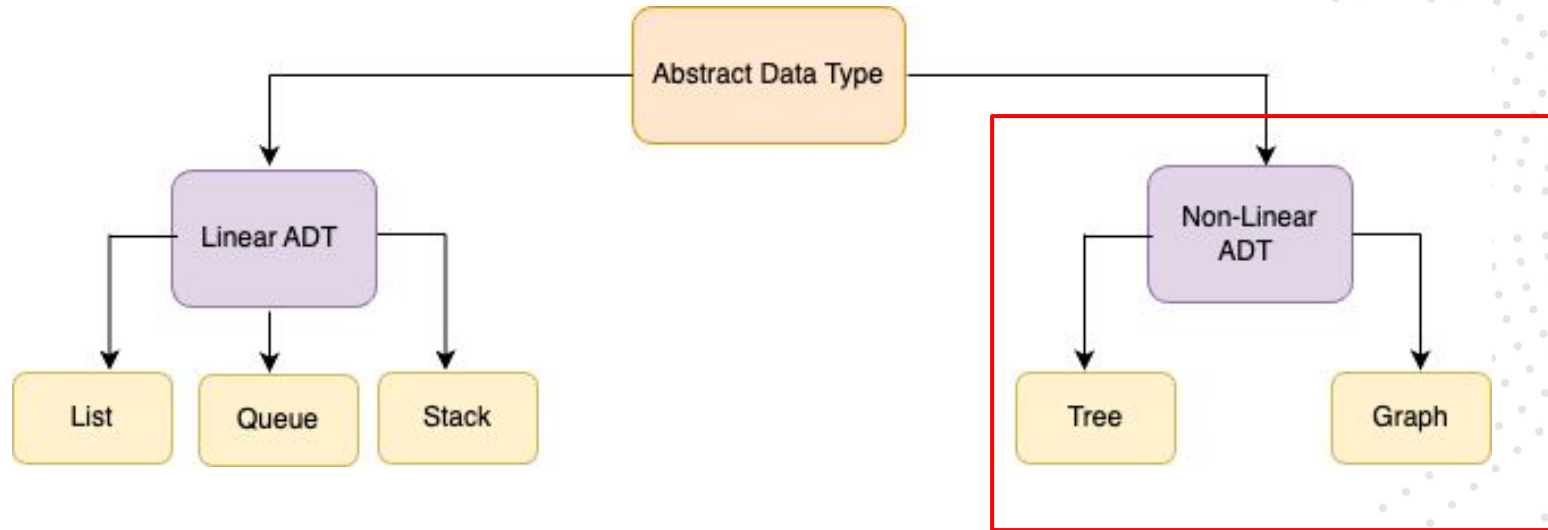 Abstract Data Type
Linear ADT
Non-Linear
ADT
List
Queue
Stack
Tree
Graph